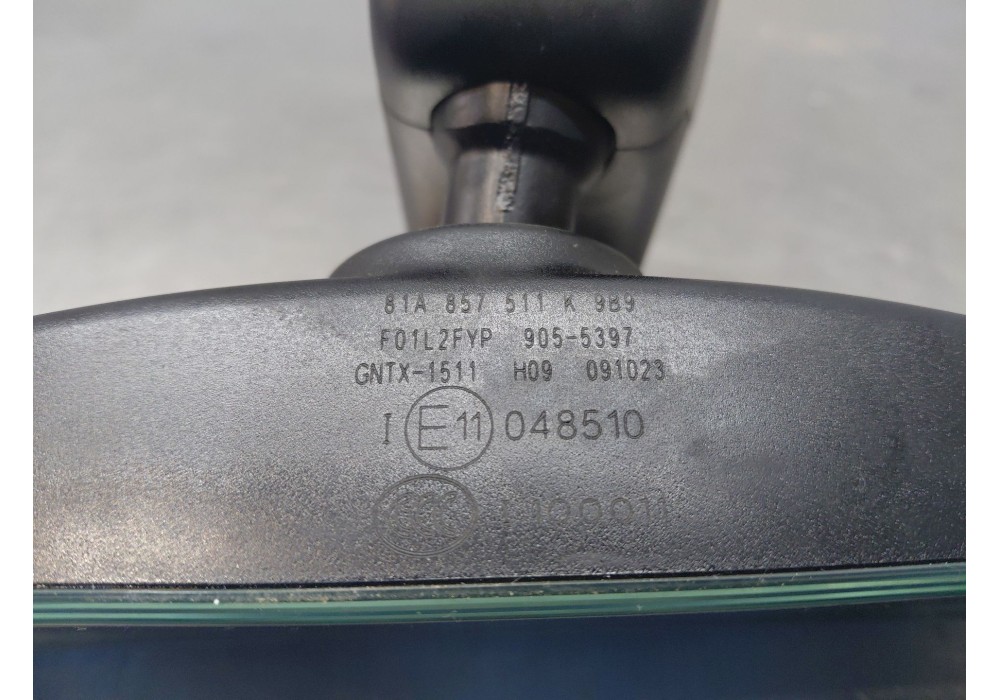 81A 857 511 K 9B9
F01L2FYP 905-5397
GNTX-1511 H09 091023
I E11 048510